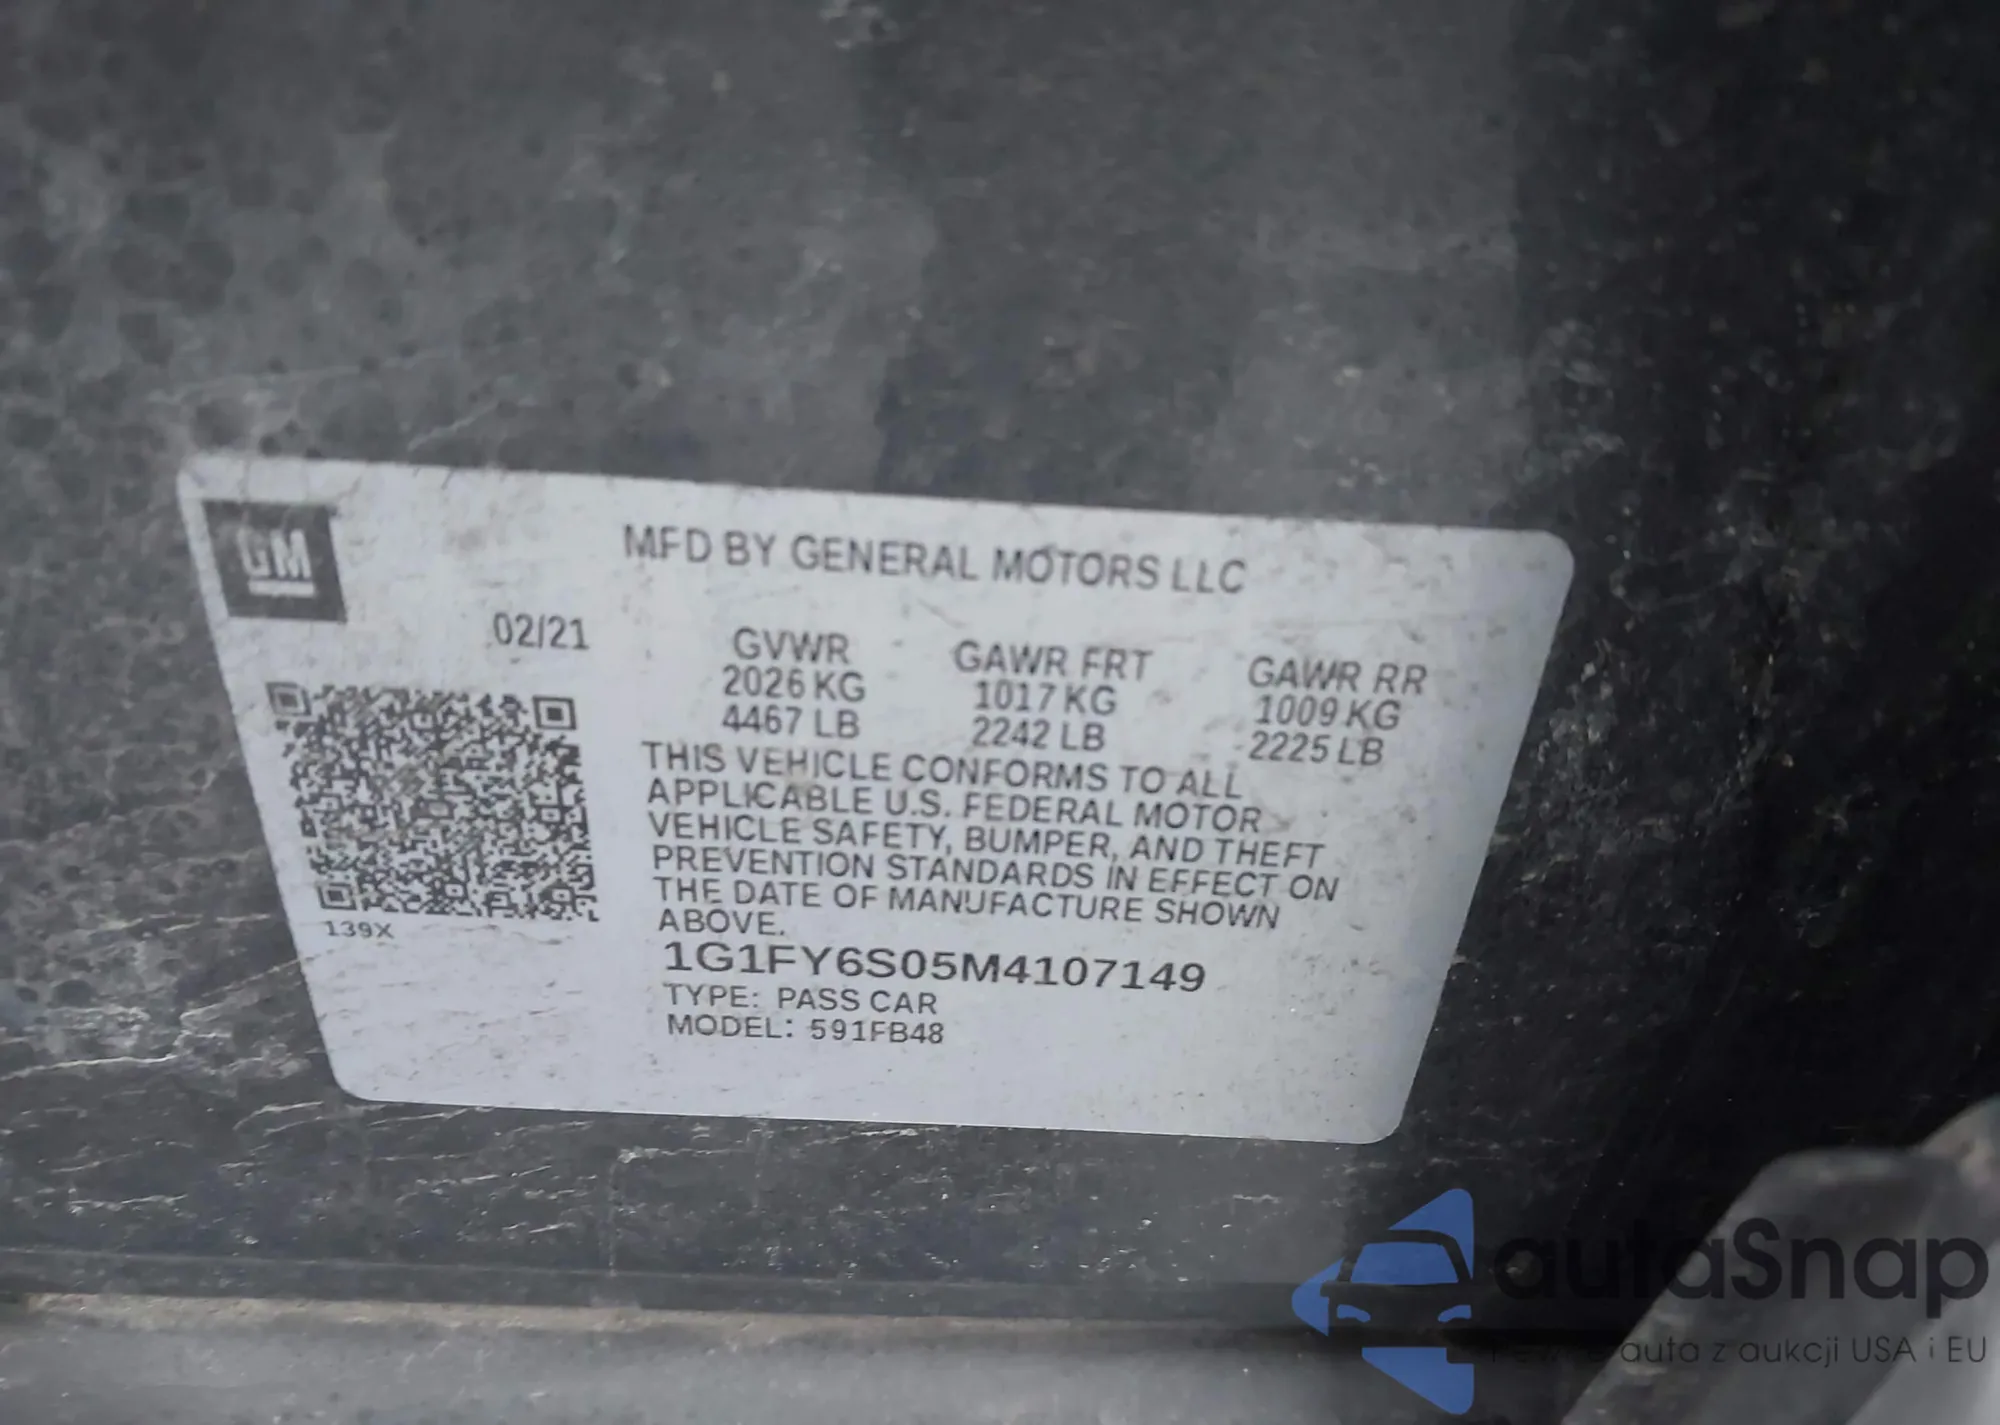 GM
MFD BY GENERAL MOTORS LLC
02/21
GVWR GAWR FRT GAWR RR
2026 KG 1017 KG 1009 KG
4467 LB 2242 LB 2225 LB
THIS VEHICLE CONFORMS TO ALL
APPLICABLE U.S. FEDERAL MOTOR
VEHICLE SAFETY, BUMPER, AND THEFT
PREVENTION STANDARDS IN EFFECT ON
THE DATE OF MANUFACTURE SHOWN
ABOVE.
139X
1G1FY6S05M4107149
TYPE: PASS CAR
MODEL: 591FB48
autaSnap
auta z aukcji USA i EU